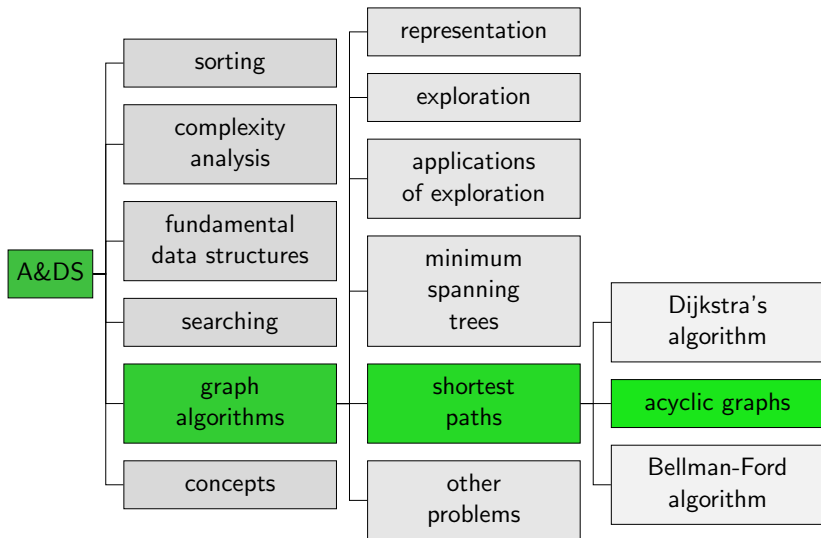 A&DS
sorting
complexity
analysis
fundamental
data structures
searching
graph
algorithms
concepts
representation
exploration
applications
of exploration
minimum
spanning
trees
shortest
paths
other
problems
Dijkstra's
algorithm
acyclic graphs
Bellman-Ford
algorithm